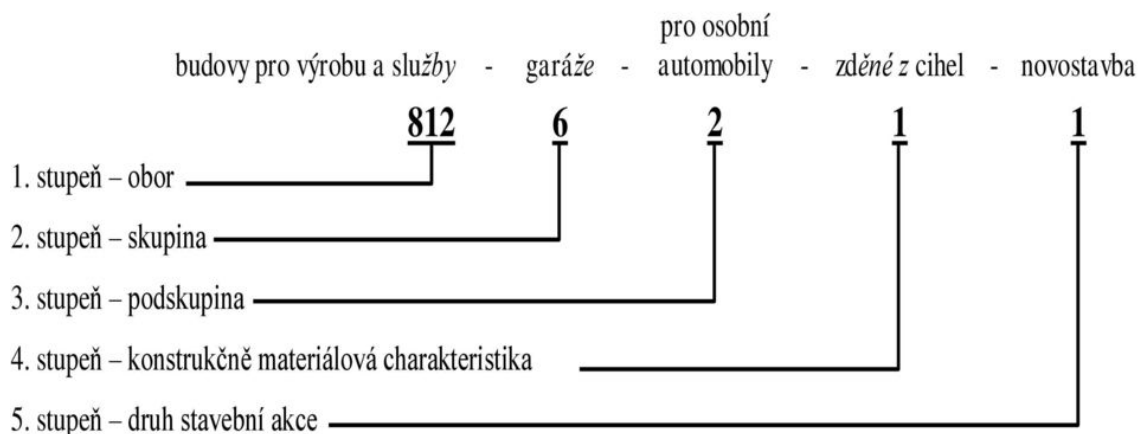 pro osobní
budovy pro výrobu a služby - garáže - automobily - zděné z cihel - novostavba
812 6 2 1 1
1. stupeň – obor
2. stupeň – skupina
3. stupeň – podskupina
4. stupeň – konstrukčně materiálová charakteristika
5. stupeň – druh stavební akce